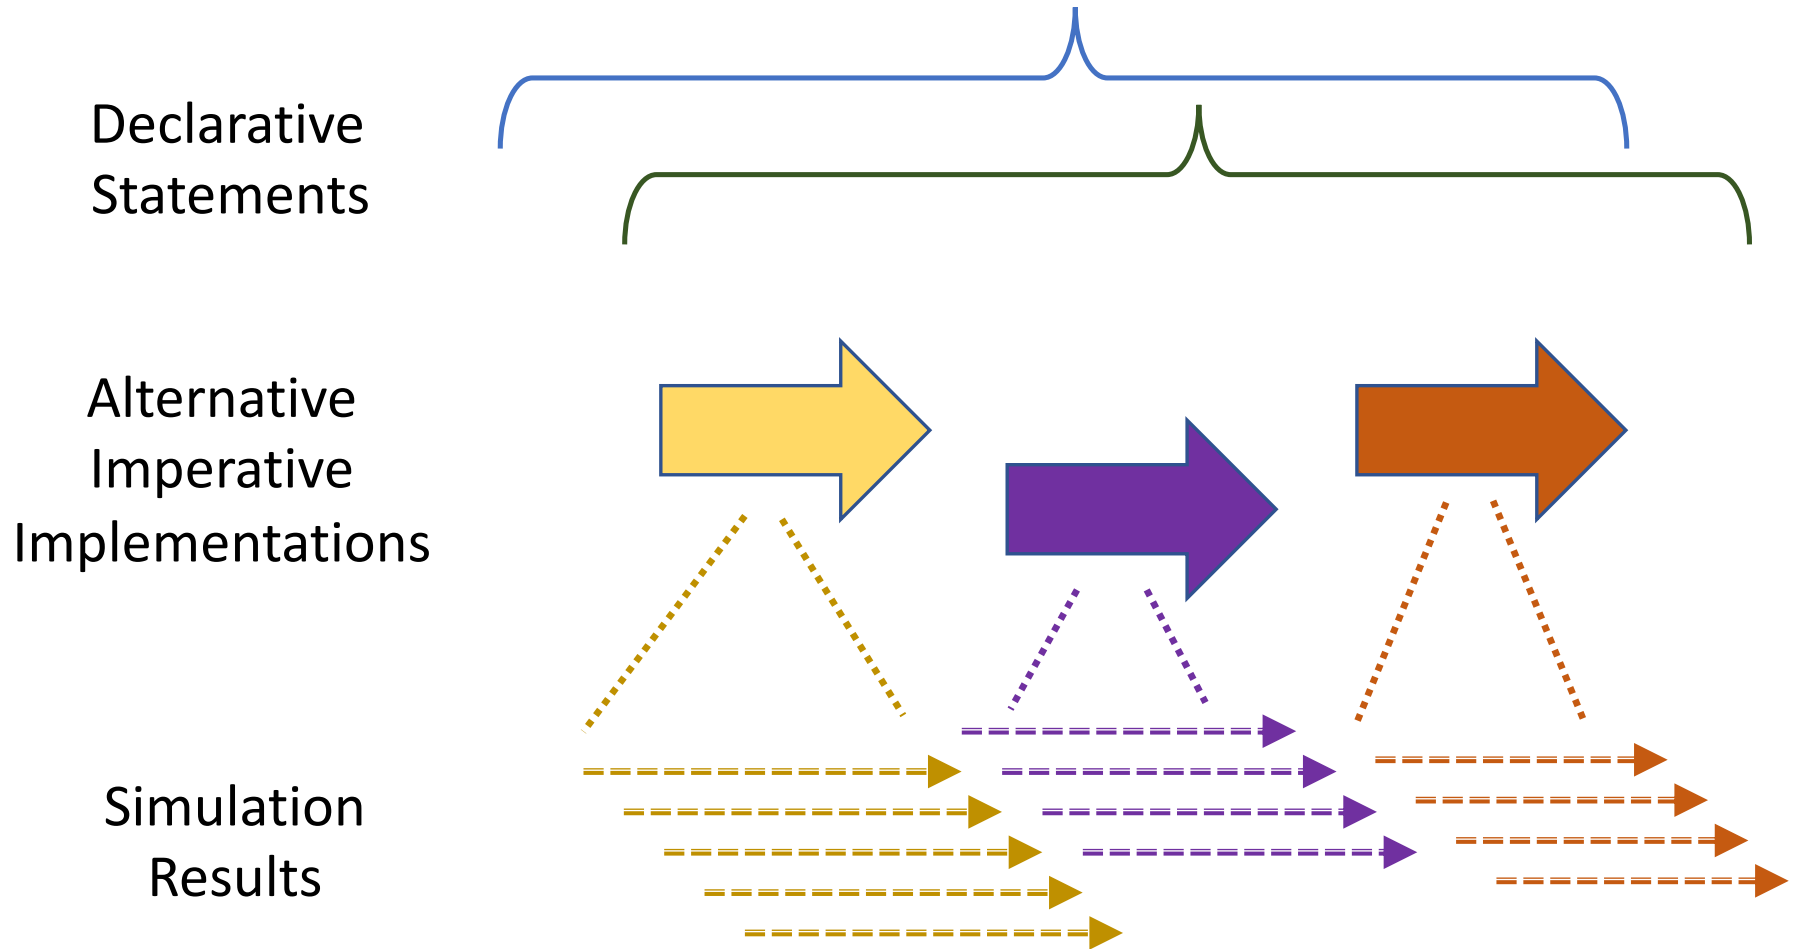 Declarative
Statements
Alternative
Imperative
Implementations
Simulation
Results